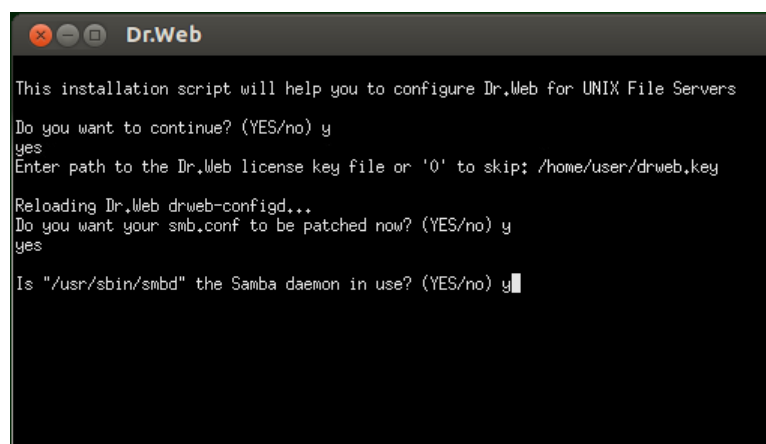 Dr.Web
This installation script will help you to configure Dr.Web for UNIX File Servers
Do you want to continue? (YES/no) y
yes
Enter path to the Dr.Web license key file or '0' to skip: /home/user/drweb.key
Reloading Dr.Web drweb-configd...
Do you want your smb.conf to be patched now? (YES/no) y
yes
Is "/usr/sbin/smbd" the Samba daemon in use? (YES/no) y